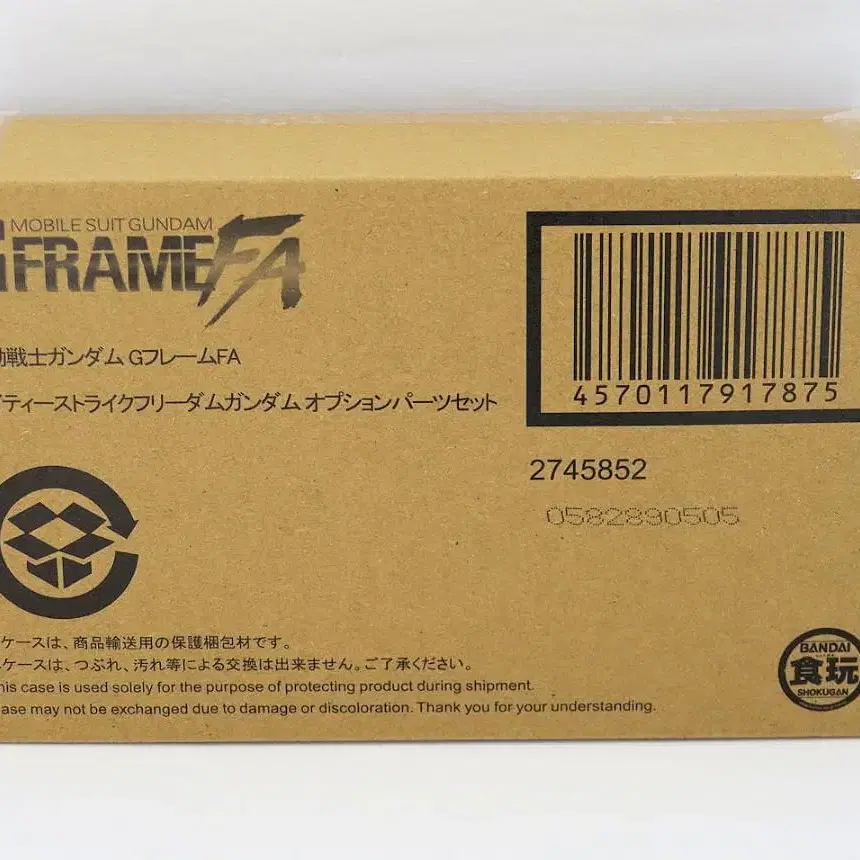 MOBILE SUIT GUNDAM
GFRAMEFA
動戦士ガンダム GフレームFA
ティーストライクフリーダムガンダム オプションパーツセット
4570117917875
2745852
0582890505
ケースは、商品輸送用の保護梱包材です。
ケースは、つぶれ、汚れ等による交換は出来ません。ご了承ください。
his case is used solely for the purpose of protecting product during shipment.
ase may not be exchanged due to damage or discoloration. Thank you for your understanding.
BANDAI
食玩
SHOKUGAN